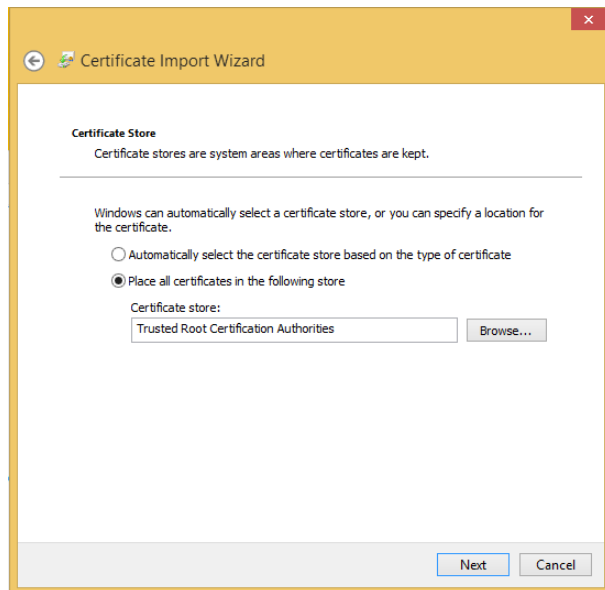 Certificate Import Wizard
Certificate Store
Certificate stores are system areas where certificates are kept.
Windows can automatically select a certificate store, or you can specify a location for
the certificate.
Automatically select the certificate store based on the type of certificate
Place all certificates in the following store
Certificate store:
Trusted Root Certification Authorities
Browse...
Next
Cancel